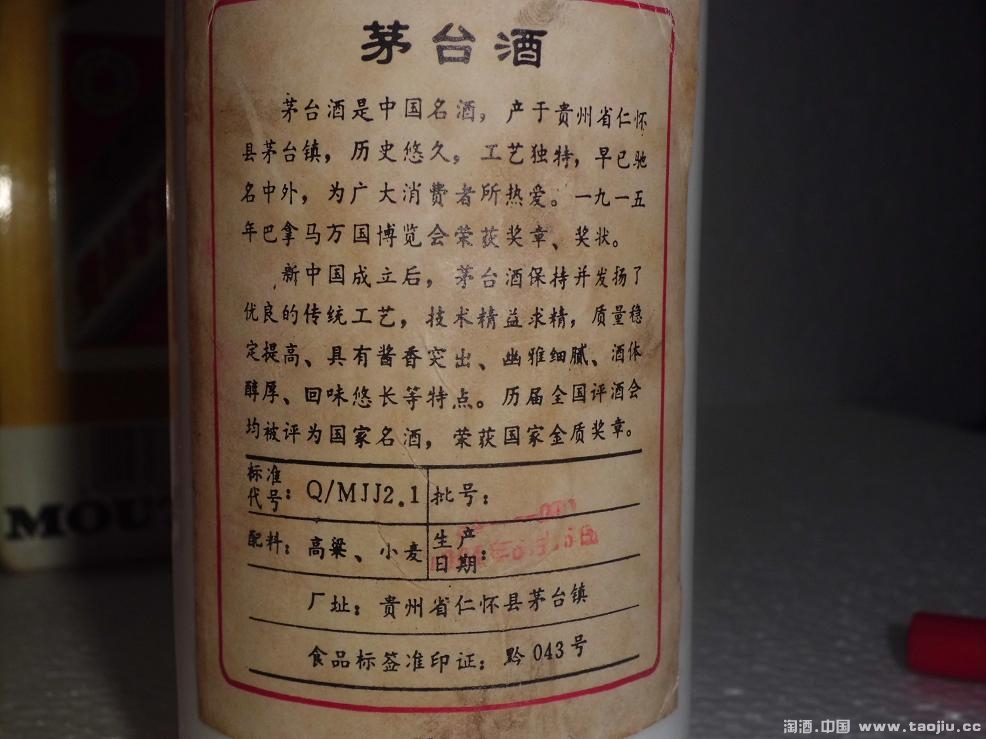 茅台酒
茅台酒是中国名酒，产于贵州省仁怀
县茅台镇，历史悠久，工艺独特，早已驰
名中外，为广大消费者所热爱。一九一五
年巴拿马万国博览会荣获奖章、奖状。
新中国成立后，茅台酒保持并发扬了
优良的传统工艺，技术精益求精，质量稳
定提高、具有酱香突出、幽雅细腻、酒体
醇厚、回味悠长等特点。历届全国评酒会
均被评为国家名酒，荣获国家金质奖章。
标准代号：Q/MJJ2.1 批号：
配料：高粱、小麦 生产日期：
厂址：贵州省仁怀县茅台镇
食品标签准印证：黔043号
MOU
淘酒.中国 www.taojiu.cc